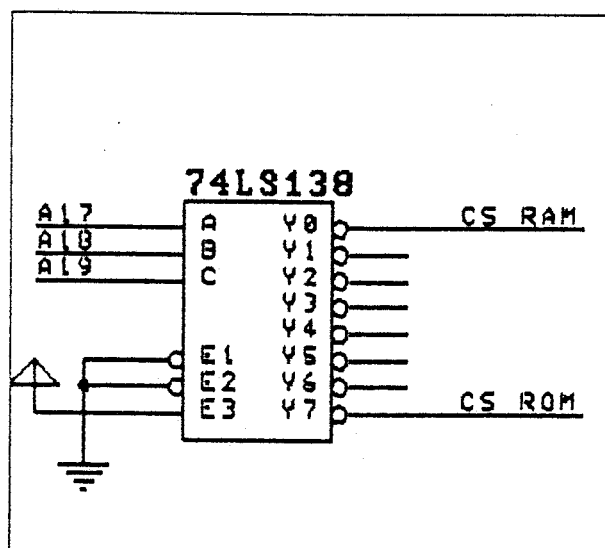 74LS138
A17 A Y0 CS RAM
A18 B Y1
A19 C Y2
Y3
Y4
E1 Y5
E2 Y6
E3 Y7 CS ROM